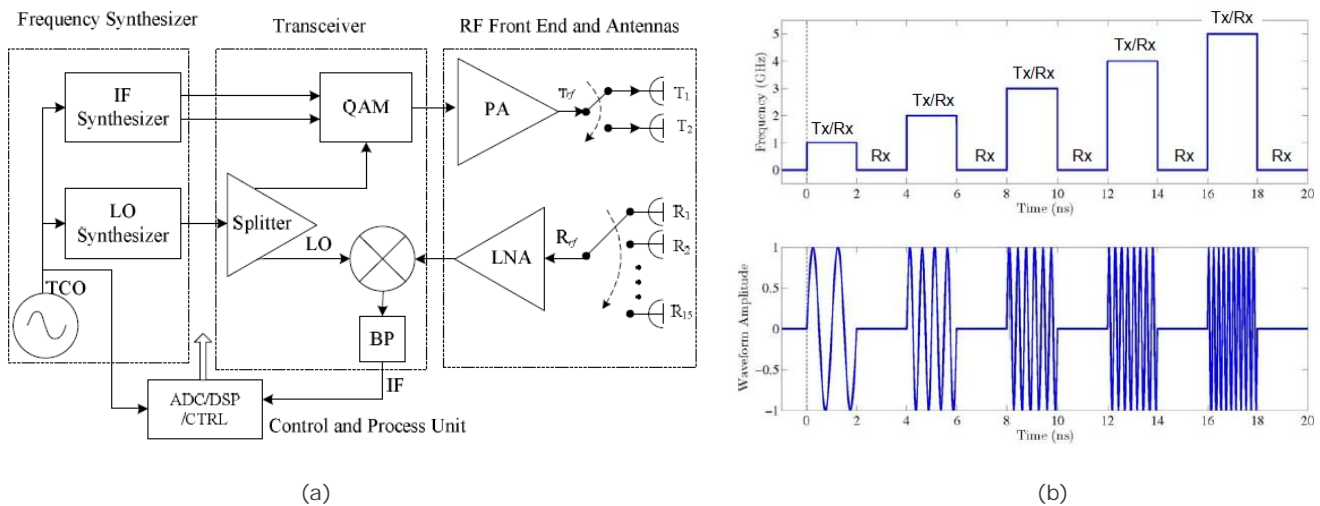 Frequency Synthesizer
Transceiver
RF Front End and Antennas
IF
Synthesizer
QAM
PA
Trf
T1
T2
LO
Synthesizer
Splitter
LO
LNA
Rrf
R1
R2
R15
TCO
BP
IF
ADC/DSP
/CTRL
Control and Process Unit
(a)
Frequency (GHz)
5
4
3
2
1
0
Tx/Rx
Rx
Tx/Rx
Rx
Tx/Rx
Rx
Tx/Rx
Rx
Tx/Rx
Rx
0 2 4 6 8 10 12 14 16 18 20
Time (ns)
Waveform Amplitude
1
0.5
0
−0.5
−1
0 2 4 6 8 10 12 14 16 18 20
Time (ns)
(b)